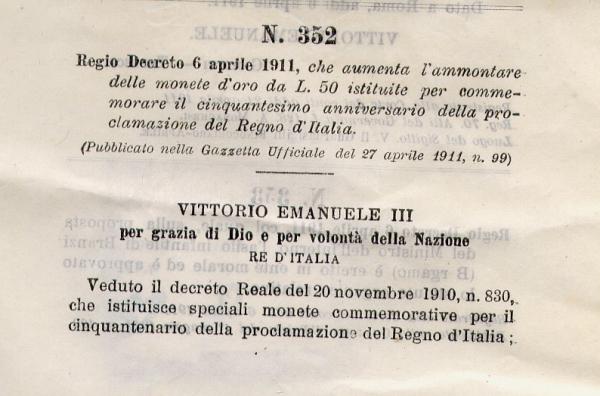 N. 352
Regio Decreto 6 aprile 1911, che aumenta l'ammontare
delle monete d'oro da L. 50 istituite per comme-
morare il cinquantesimo anniversario della pro-
clamazione del Regno d'Italia.
(Pubblicato nella Gazzetta Ufficiale del 27 aprile 1911, n. 99)
VITTORIO EMANUELE III
per grazia di Dio e per volontà della Nazione
RE D'ITALIA
Veduto il decreto Reale del 20 novembre 1910, n. 830,
che istituisce speciali monete commemorative per il
cinquantenario della proclamazione del Regno d'Italia;